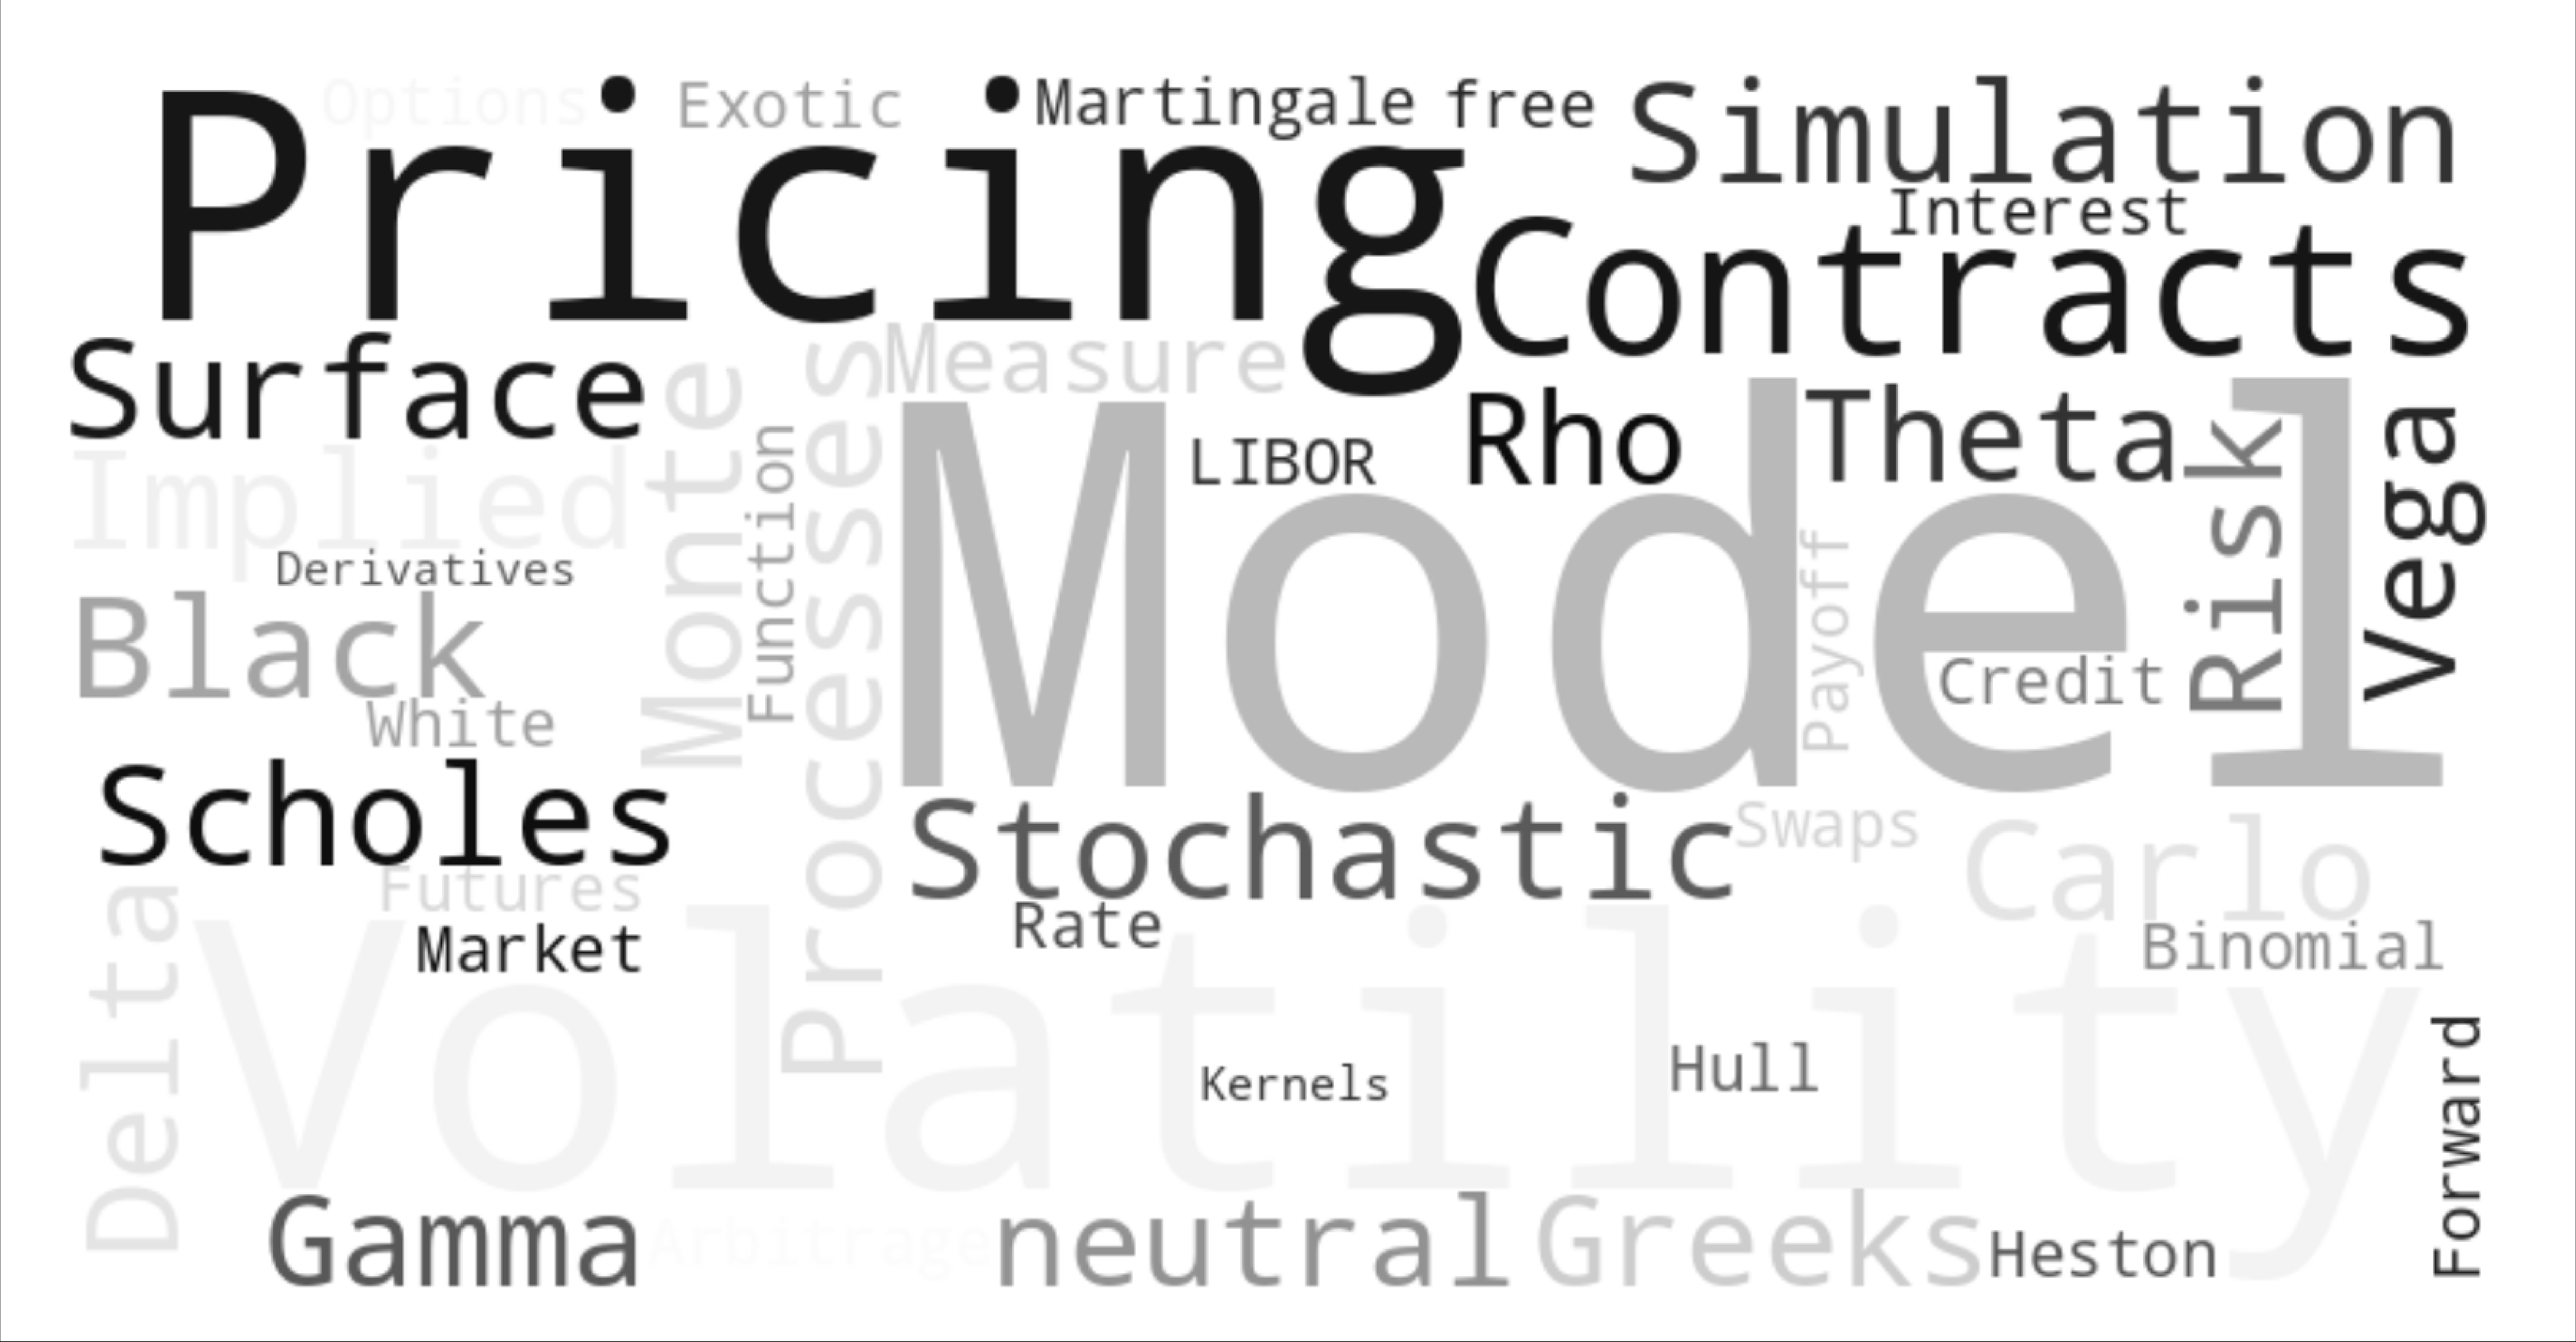 Options
Exotic
Martingale
free
Simulation
Pricing
Interest
Contracts
Surface
Measure
Monte
Function
Processes
Model
LIBOR
Rho
Theta
Risk
Vega
Implied
Derivatives
Black
White
Payoff
Credit
Scholes
Stochastic
Swaps
Carlo
Futures
Market
Rate
Binomial
Delta
Volatility
Kernels
Hull
Forward
Gamma
Arbitrage
neutral
Greeks
Heston